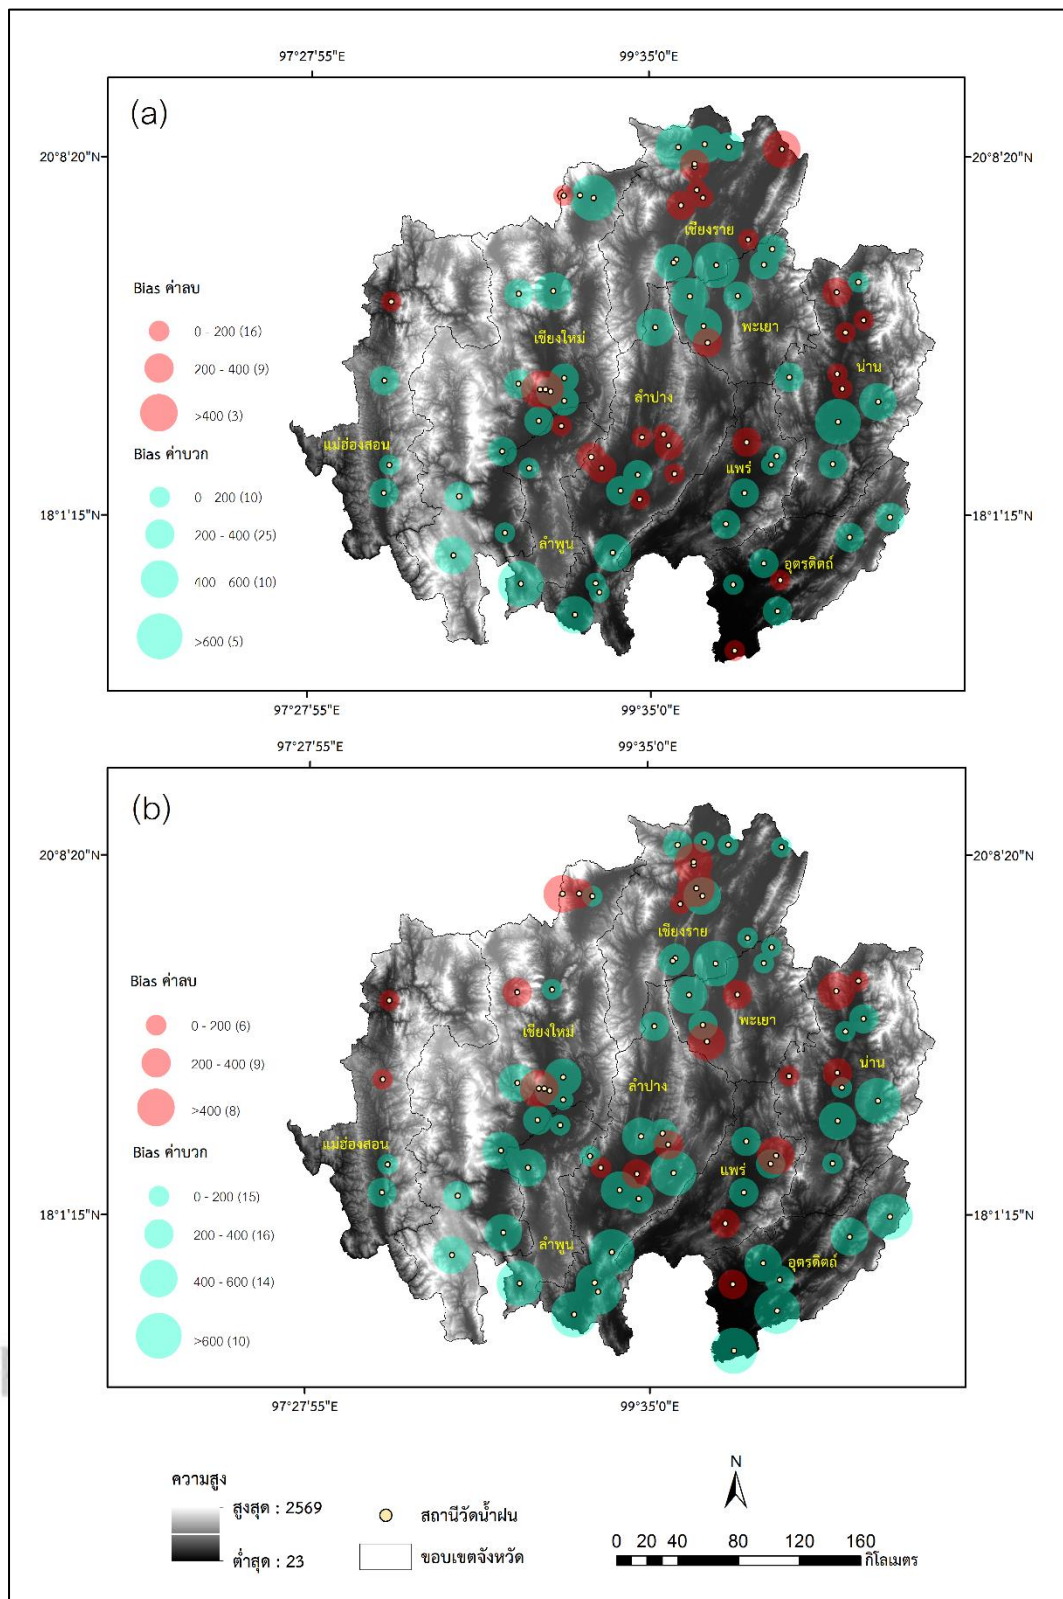 97°27'55"E 99°35'0"E
(a)
20°8'20"N 20°8'20"N
เชียงราย
Bias ค่าลบ
0 - 200 (16)
200 - 400 (9)
>400 (3)
พะเยา
เชียงใหม่
น่าน
ลำปาง
แม่ฮ่องสอน
Bias ค่าบวก
0 - 200 (10)
200 - 400 (25)
400 - 600 (10)
>600 (5)
แพร่
18°1'15"N 18°1'15"N
ลำพูน
อุตรดิตถ์
97°27'55"E 99°35'0"E
97°27'55"E 99°35'0"E
(b)
20°8'20"N 20°8'20"N
เชียงราย
Bias ค่าลบ
0 - 200 (6)
200 - 400 (9)
>400 (8)
พะเยา
เชียงใหม่
น่าน
ลำปาง
แม่ฮ่องสอน
Bias ค่าบวก
0 - 200 (15)
200 - 400 (16)
400 - 600 (14)
>600 (10)
แพร่
18°1'15"N 18°1'15"N
ลำพูน
อุตรดิตถ์
97°27'55"E 99°35'0"E
ความสูง
สูงสุด : 2569
ต่ำสุด : 23
สถานีวัดน้ำฝน
ขอบเขตจังหวัด
N
0 20 40 80 120 160
กิโลเมตร